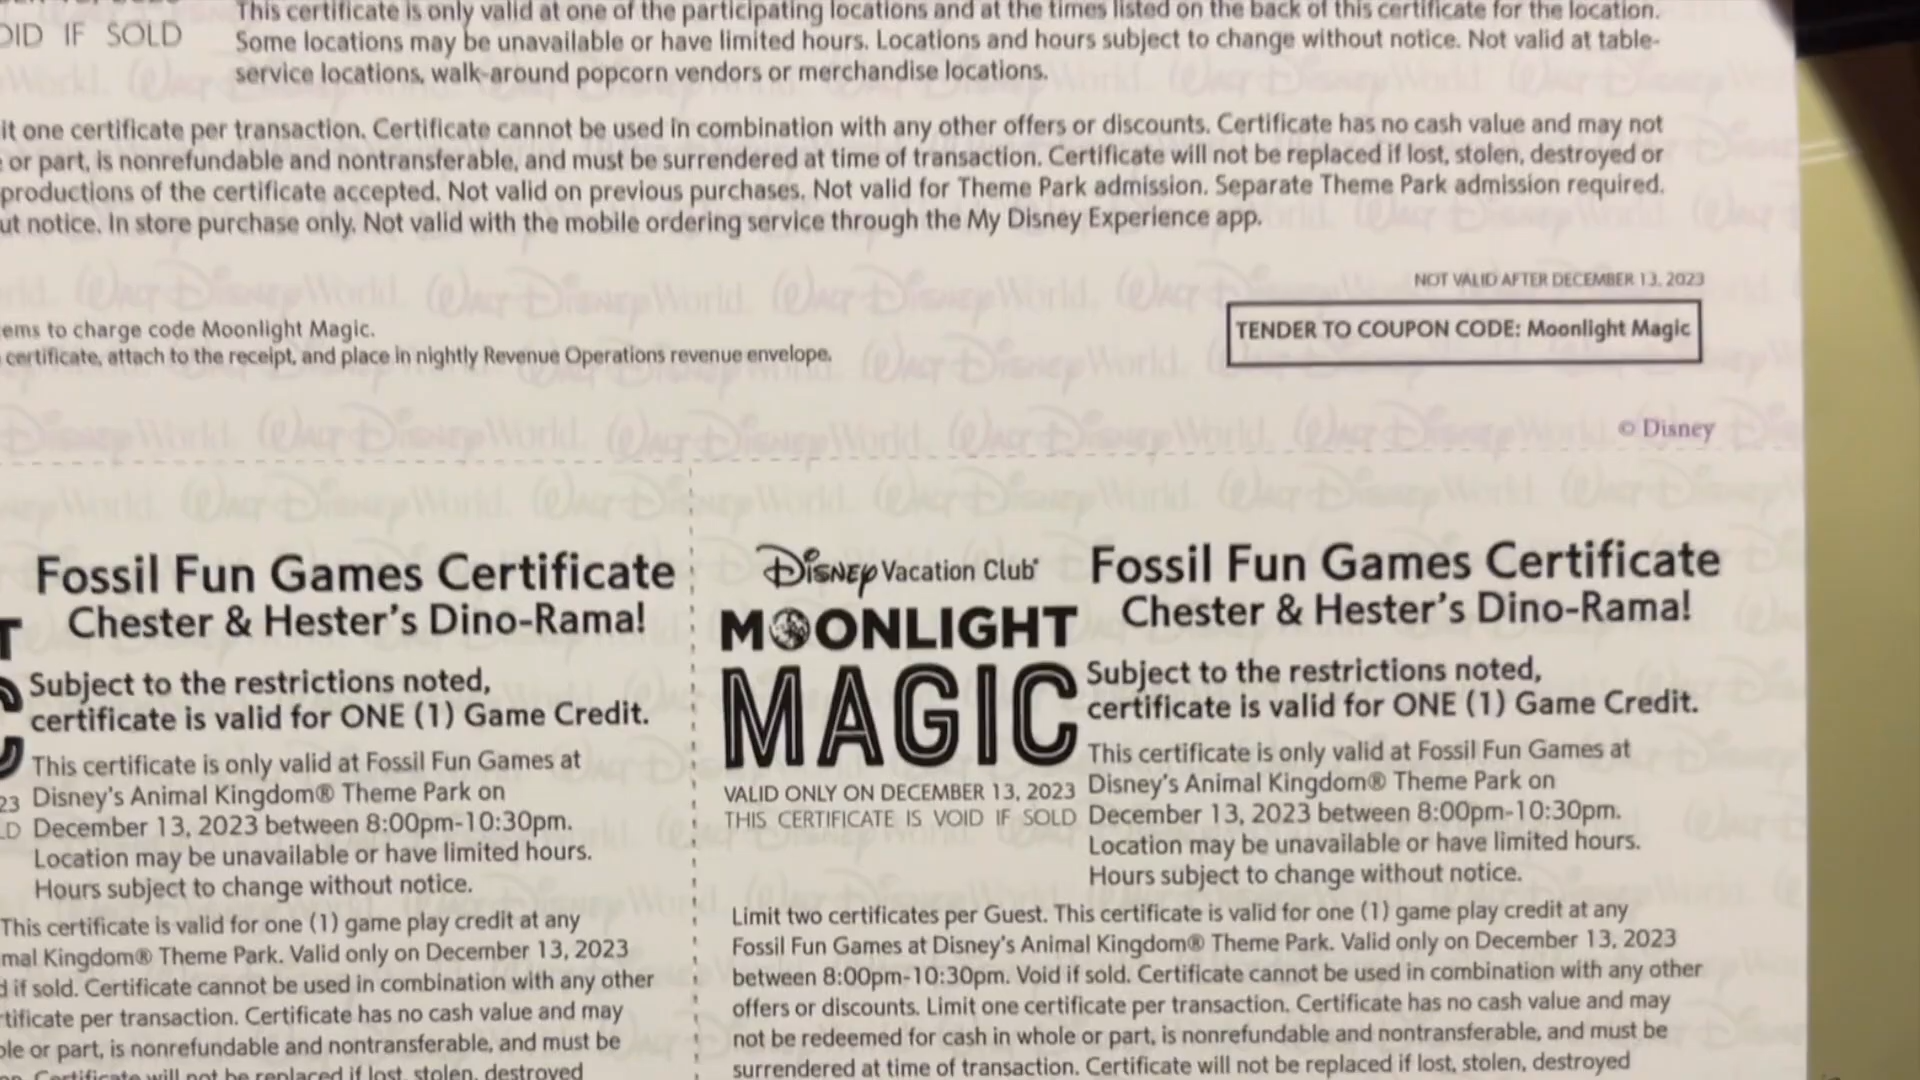 This certificate is only valid at one of the participating locations and at the times listed on the back of this certificate for the location.
OID IF SOLD
Some locations may be unavailable or have limited hours. Locations and hours subject to change without notice. Not valid at table-
service locations, walk-around popcorn vendors or merchandise locations.
it one certificate per transaction. Certificate cannot be used in combination with any other offers or discounts. Certificate has no cash value and may not
or part, is nonrefundable and nontransferable, and must be surrendered at time of transaction. Certificate will not be replaced if lost, stolen, destroyed or
productions of the certificate accepted. Not valid on previous purchases. Not valid for Theme Park admission. Separate Theme Park admission required.
ut notice. In store purchase only. Not valid with the mobile ordering service through the My Disney Experience app.
NOT VALID AFTER DECEMBER 13, 2023
ems to charge code Moonlight Magic.
TENDER TO COUPON CODE: Moonlight Magic
certificate, attach to the receipt, and place in nightly Revenue Operations revenue envelope.
© Disney
Fossil Fun Games Certificate
Chester & Hester's Dino-Rama!
Subject to the restrictions noted,
certificate is valid for ONE (1) Game Credit.
This certificate is only valid at Fossil Fun Games at
Disney's Animal Kingdom® Theme Park on
December 13, 2023 between 8:00pm-10:30pm.
Location may be unavailable or have limited hours.
Hours subject to change without notice.
This certificate is valid for one (1) game play credit at any
mal Kingdom® Theme Park. Valid only on December 13, 2023
d if sold. Certificate cannot be used in combination with any other
rtificate per transaction. Certificate has no cash value and may
ole or part, is nonrefundable and nontransferable, and must be
on. Certificate will not be replaced if lost, stolen, destroyed
Disney Vacation Club®
MOONLIGHT
MAGIC
VALID ONLY ON DECEMBER 13, 2023
THIS CERTIFICATE IS VOID IF SOLD
Fossil Fun Games Certificate
Chester & Hester's Dino-Rama!
Subject to the restrictions noted,
certificate is valid for ONE (1) Game Credit.
This certificate is only valid at Fossil Fun Games at
Disney's Animal Kingdom® Theme Park on
December 13, 2023 between 8:00pm-10:30pm.
Location may be unavailable or have limited hours.
Hours subject to change without notice.
Limit two certificates per Guest. This certificate is valid for one (1) game play credit at any
Fossil Fun Games at Disney's Animal Kingdom® Theme Park. Valid only on December 13, 2023
between 8:00pm-10:30pm. Void if sold. Certificate cannot be used in combination with any other
offers or discounts. Limit one certificate per transaction. Certificate has no cash value and may
not be redeemed for cash in whole or part, is nonrefundable and nontransferable, and must be
surrendered at time of transaction. Certificate will not be replaced if lost, stolen, destroyed